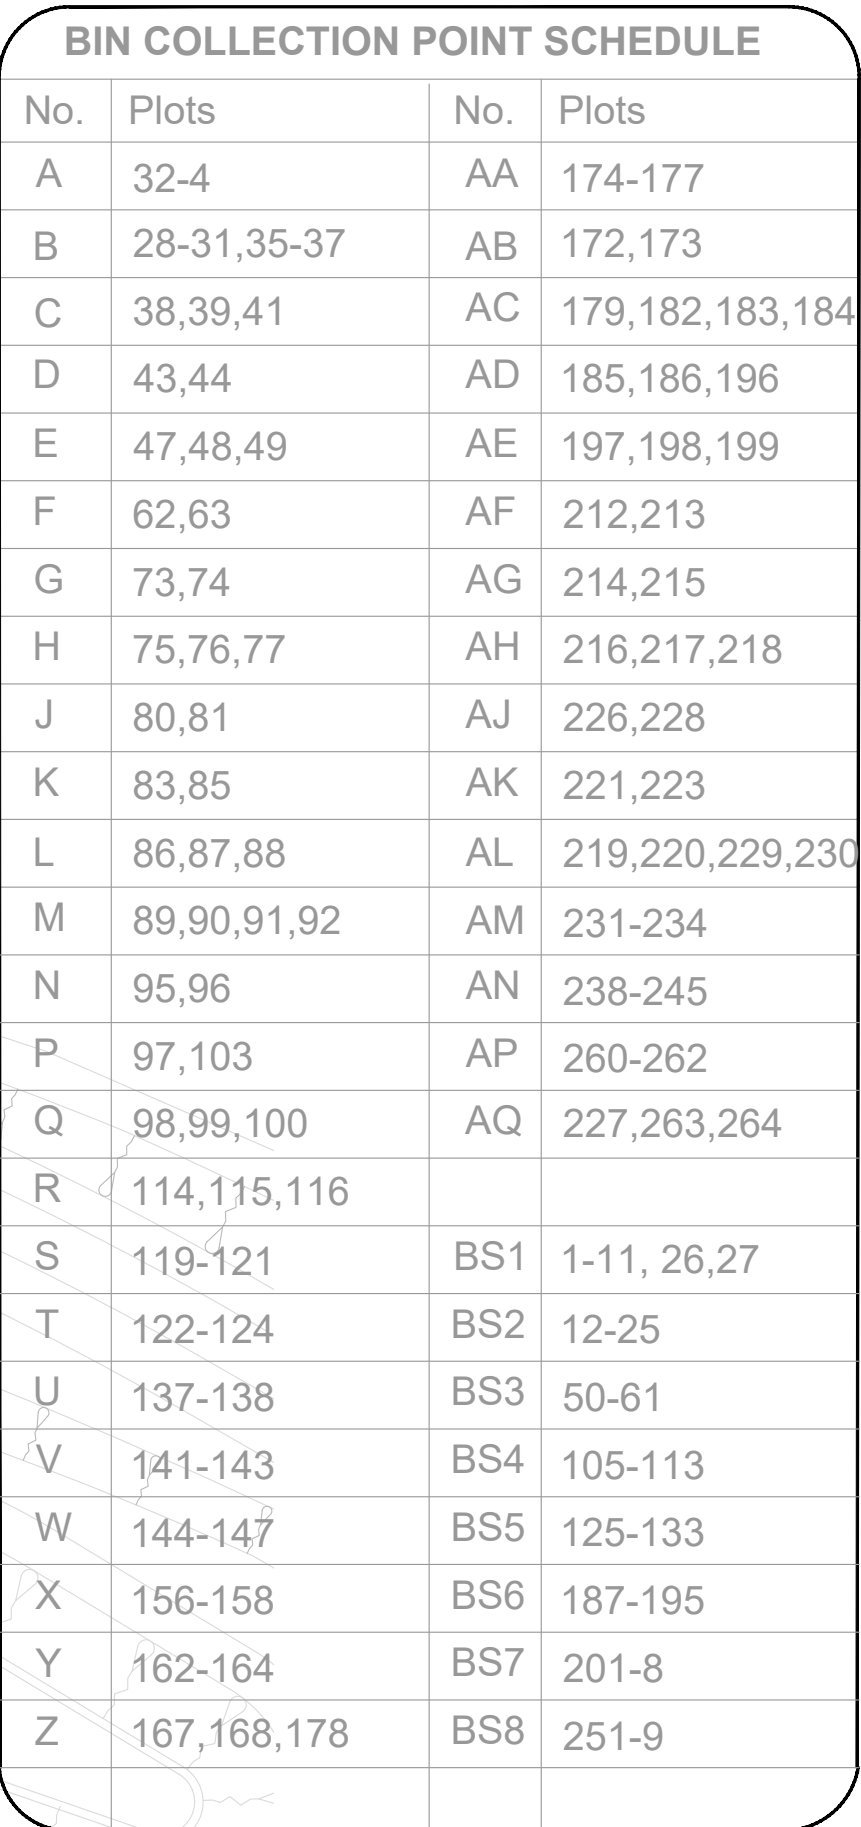 BIN COLLECTION POINT SCHEDULE
No. Plots No. Plots
A 32-4 AA 174-177
B 28-31,35-37 AB 172,173
C 38,39,41 AC 179,182,183,184
D 43,44 AD 185,186,196
E 47,48,49 AE 197,198,199
F 62,63 AF 212,213
G 73,74 AG 214,215
H 75,76,77 AH 216,217,218
J 80,81 AJ 226,228
K 83,85 AK 221,223
L 86,87,88 AL 219,220,229,230
M 89,90,91,92 AM 231-234
N 95,96 AN 238-245
P 97,103 AP 260-262
Q 98,99,100 AQ 227,263,264
R 114,115,116
S 119-121 BS1 1-11, 26,27
T 122-124 BS2 12-25
U 137-138 BS3 50-61
V 141-143 BS4 105-113
W 144-147 BS5 125-133
X 156-158 BS6 187-195
Y 162-164 BS7 201-8
Z 167,168,178 BS8 251-9